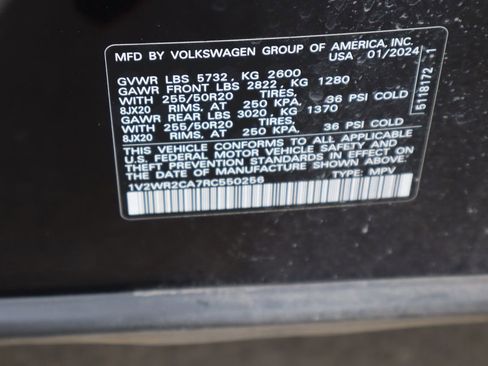 MFD BY VOLKSWAGEN GROUP OF AMERICA, INC.
USA 01/2024
GVWR LBS 5732, KG 2600
GAWR FRONT LBS 2822, KG 1280
WITH 255/50R20 TIRES,
8JX20 RIMS, AT 250 KPA, 36 PSI COLD
GAWR REAR LBS 3020, KG 1370
WITH 255/50R20 TIRES,
8JX20 RIMS, AT 250 KPA, 36 PSI COLD
THIS VEHICLE CONFORMS TO ALL APPLICABLE
U.S. FEDERAL MOTOR VEHICLE SAFETY AND
THEFT PREVENTION STANDARDS IN EFFECT ON
THE DATE OF MANUFACTURE SHOWN ABOVE.
1V2WR2CA7RC550256 TYPE: MPV
5118172 .1